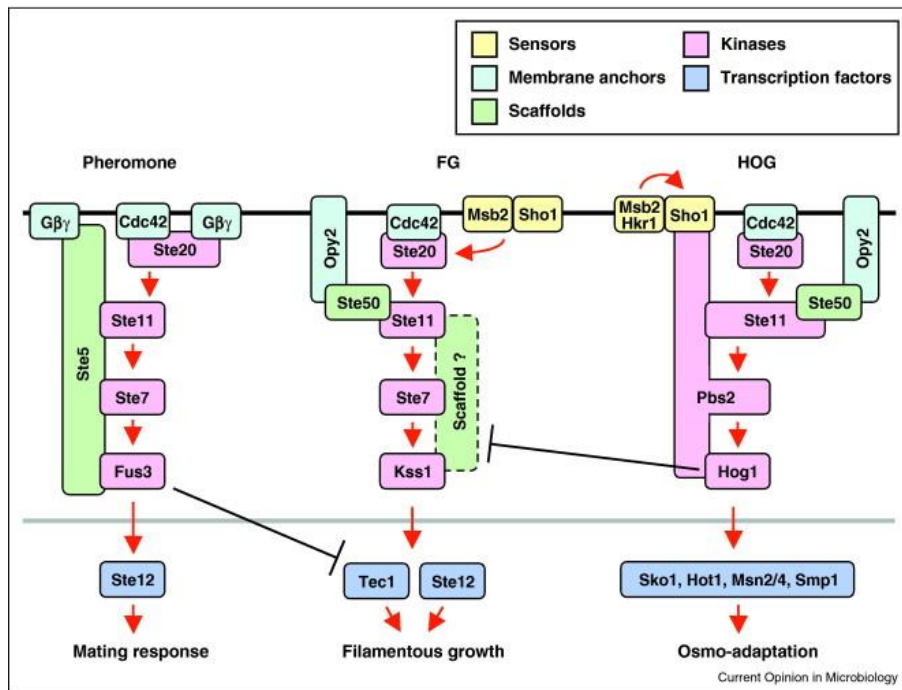 Sensors
Kinases
Membrane anchors
Transcription factors
Scaffolds
Pheromone
FG
HOG
Gβγ
Cdc42
Gβγ
Ste20
Ste5
Ste11
Ste7
Fus3
Ste12
Mating response
Opy2
Cdc42
Ste20
Msb2
Sho1
Ste50
Ste11
Scaffold ?
Ste7
Kss1
Tec1
Ste12
Filamentous growth
Msb2
Hkr1
Sho1
Cdc42
Ste20
Opy2
Ste50
Ste11
Pbs2
Hog1
Sko1, Hot1, Msn2/4, Smp1
Osmo-adaptation
Current Opinion in Microbiology